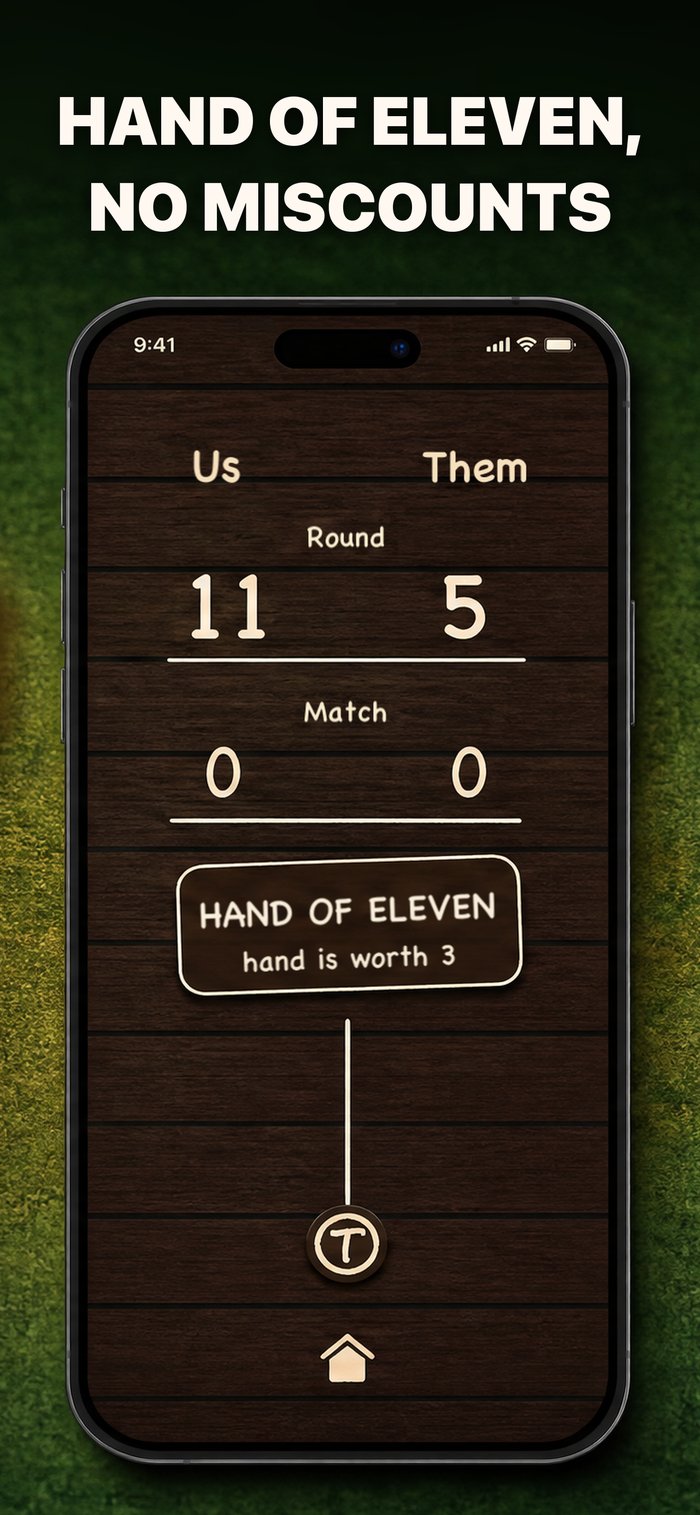 HAND OF ELEVEN,
NO MISCOUNTS
9:41
Us Them
Round
11 5
Match
0 0
HAND OF ELEVEN
hand is worth 3
T